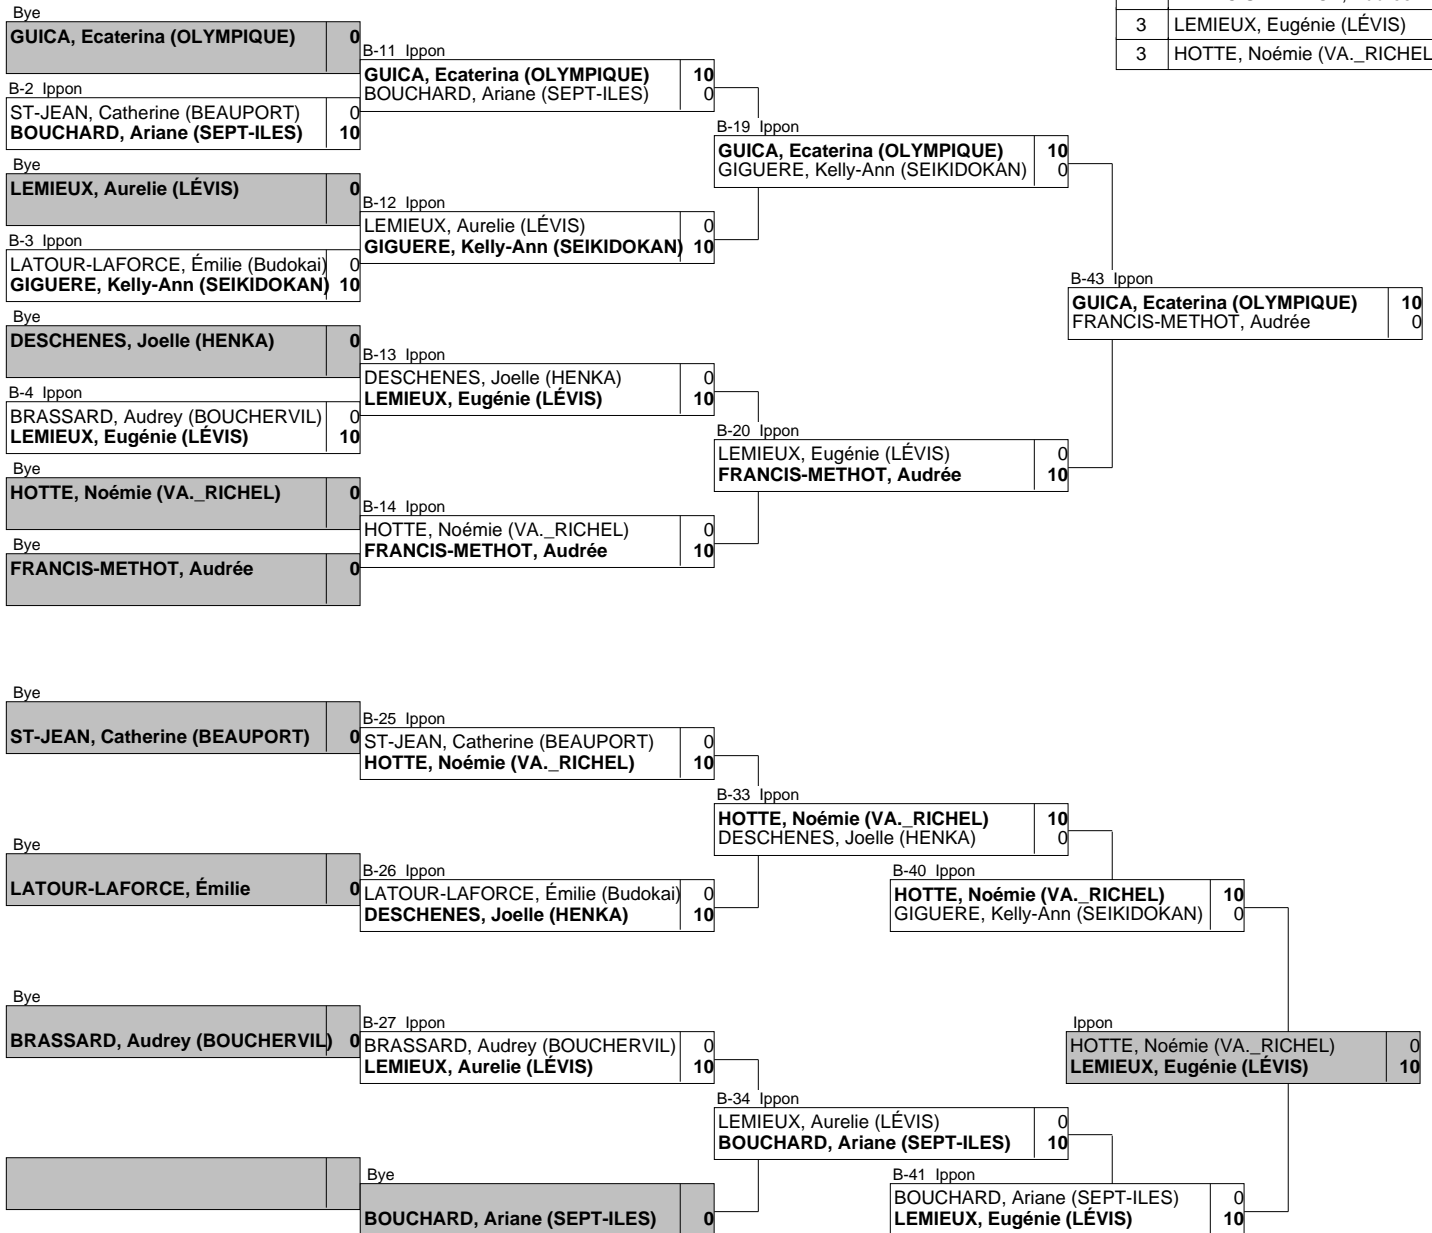 3 LEMIEUX, Eugénie (LÉVIS)
3 HOTTE, Noémie (VA._RICHEL
Bye
GUICA, Ecaterina (OLYMPIQUE) 0
B-2 Ippon
ST-JEAN, Catherine (BEAUPORT) 0
BOUCHARD, Ariane (SEPT-ILES) 10
Bye
LEMIEUX, Aurelie (LÉVIS) 0
B-3 Ippon
LATOUR-LAFORCE, Émilie (Budokai) 0
GIGUERE, Kelly-Ann (SEIKIDOKAN) 10
Bye
DESCHENES, Joelle (HENKA) 0
B-4 Ippon
BRASSARD, Audrey (BOUCHERVIL) 0
LEMIEUX, Eugénie (LÉVIS) 10
Bye
HOTTE, Noémie (VA._RICHEL) 0
Bye
FRANCIS-METHOT, Audrée 0
B-11 Ippon
GUICA, Ecaterina (OLYMPIQUE) 10
BOUCHARD, Ariane (SEPT-ILES) 0
B-12 Ippon
LEMIEUX, Aurelie (LÉVIS) 0
GIGUERE, Kelly-Ann (SEIKIDOKAN) 10
B-13 Ippon
DESCHENES, Joelle (HENKA) 0
LEMIEUX, Eugénie (LÉVIS) 10
B-14 Ippon
HOTTE, Noémie (VA._RICHEL) 0
FRANCIS-METHOT, Audrée 10
B-19 Ippon
GUICA, Ecaterina (OLYMPIQUE) 10
GIGUERE, Kelly-Ann (SEIKIDOKAN) 0
B-20 Ippon
LEMIEUX, Eugénie (LÉVIS) 0
FRANCIS-METHOT, Audrée 10
B-43 Ippon
GUICA, Ecaterina (OLYMPIQUE) 10
FRANCIS-METHOT, Audrée 0
Bye
ST-JEAN, Catherine (BEAUPORT) 0
Bye
LATOUR-LAFORCE, Émilie 0
Bye
BRASSARD, Audrey (BOUCHERVIL) 0
B-25 Ippon
ST-JEAN, Catherine (BEAUPORT) 0
HOTTE, Noémie (VA._RICHEL) 10
B-26 Ippon
LATOUR-LAFORCE, Émilie (Budokai) 0
DESCHENES, Joelle (HENKA) 10
B-27 Ippon
BRASSARD, Audrey (BOUCHERVIL) 0
LEMIEUX, Aurelie (LÉVIS) 10
Bye
BOUCHARD, Ariane (SEPT-ILES) 0
B-33 Ippon
HOTTE, Noémie (VA._RICHEL) 10
DESCHENES, Joelle (HENKA) 0
B-34 Ippon
LEMIEUX, Aurelie (LÉVIS) 0
BOUCHARD, Ariane (SEPT-ILES) 10
B-40 Ippon
HOTTE, Noémie (VA._RICHEL) 10
GIGUERE, Kelly-Ann (SEIKIDOKAN) 0
B-41 Ippon
BOUCHARD, Ariane (SEPT-ILES) 0
LEMIEUX, Eugénie (LÉVIS) 10
Ippon
HOTTE, Noémie (VA._RICHEL) 0
LEMIEUX, Eugénie (LÉVIS) 10